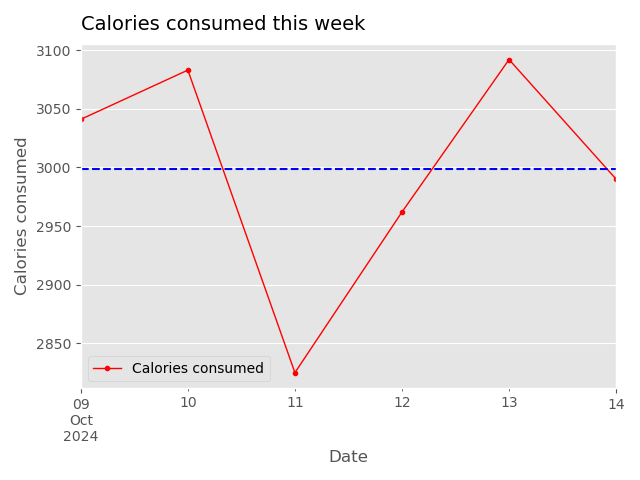 Calories consumed this week
3100
3050
3000
2950
2900
2850
Calories consumed
Calories consumed
09 10 11 12 13 14
Oct
2024
Date